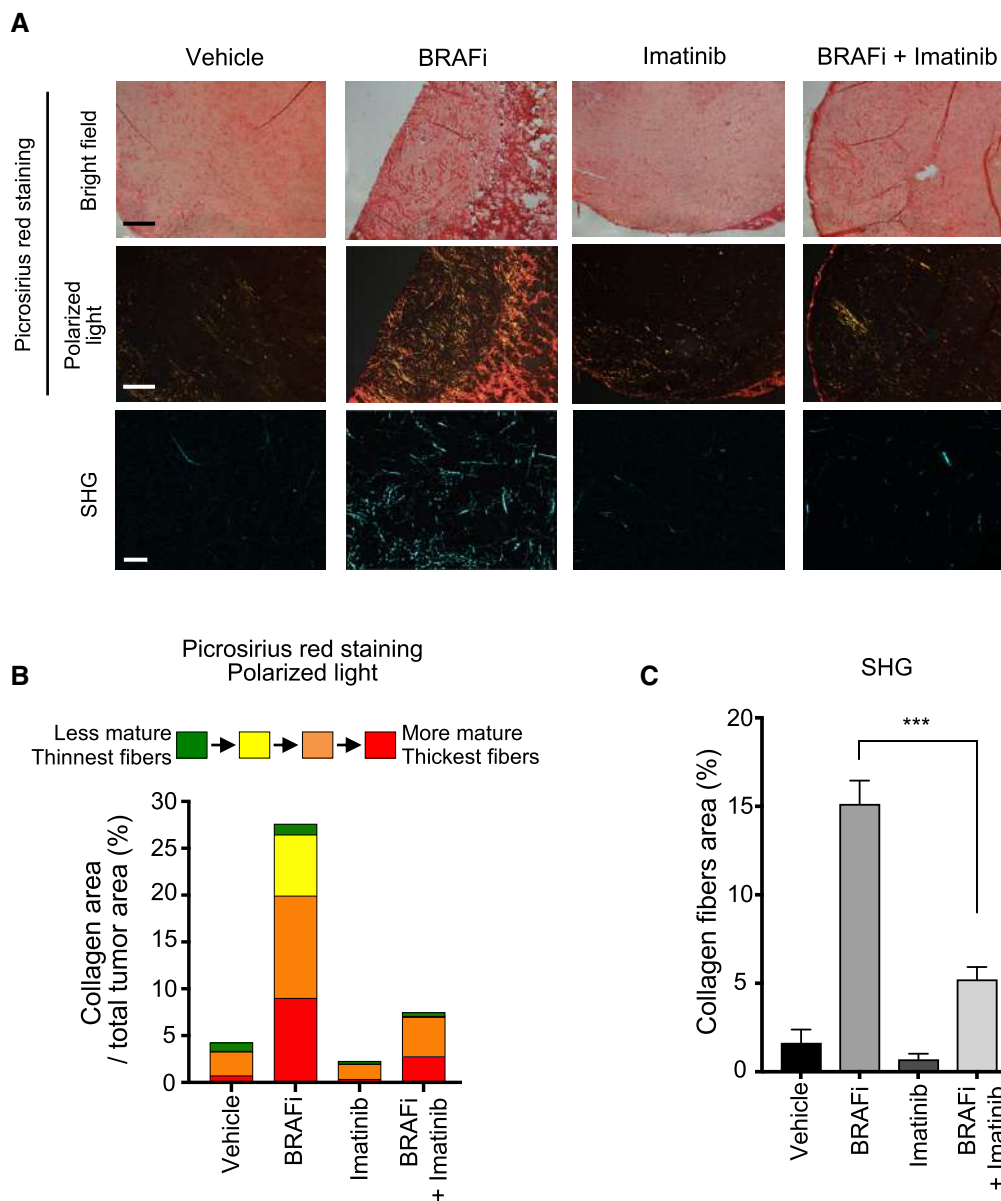 A
Vehicle
BRAFi
Imatinib
BRAFi + Imatinib
Picrosirius red staining
Bright field
Polarized
light
SHG
B
Picrosirius red staining
Polarized light
Less mature
Thinnest fibers
More mature
Thickest fibers
Collagen area
/ total tumor area (%)
30
25
20
15
10
5
0
Vehicle
BRAFi
Imatinib
BRAFi
+ Imatinib
C
SHG
***
Collagen fibers area (%)
20
15
10
5
0
Vehicle
BRAFi
Imatinib
BRAFi
+ Imatinib